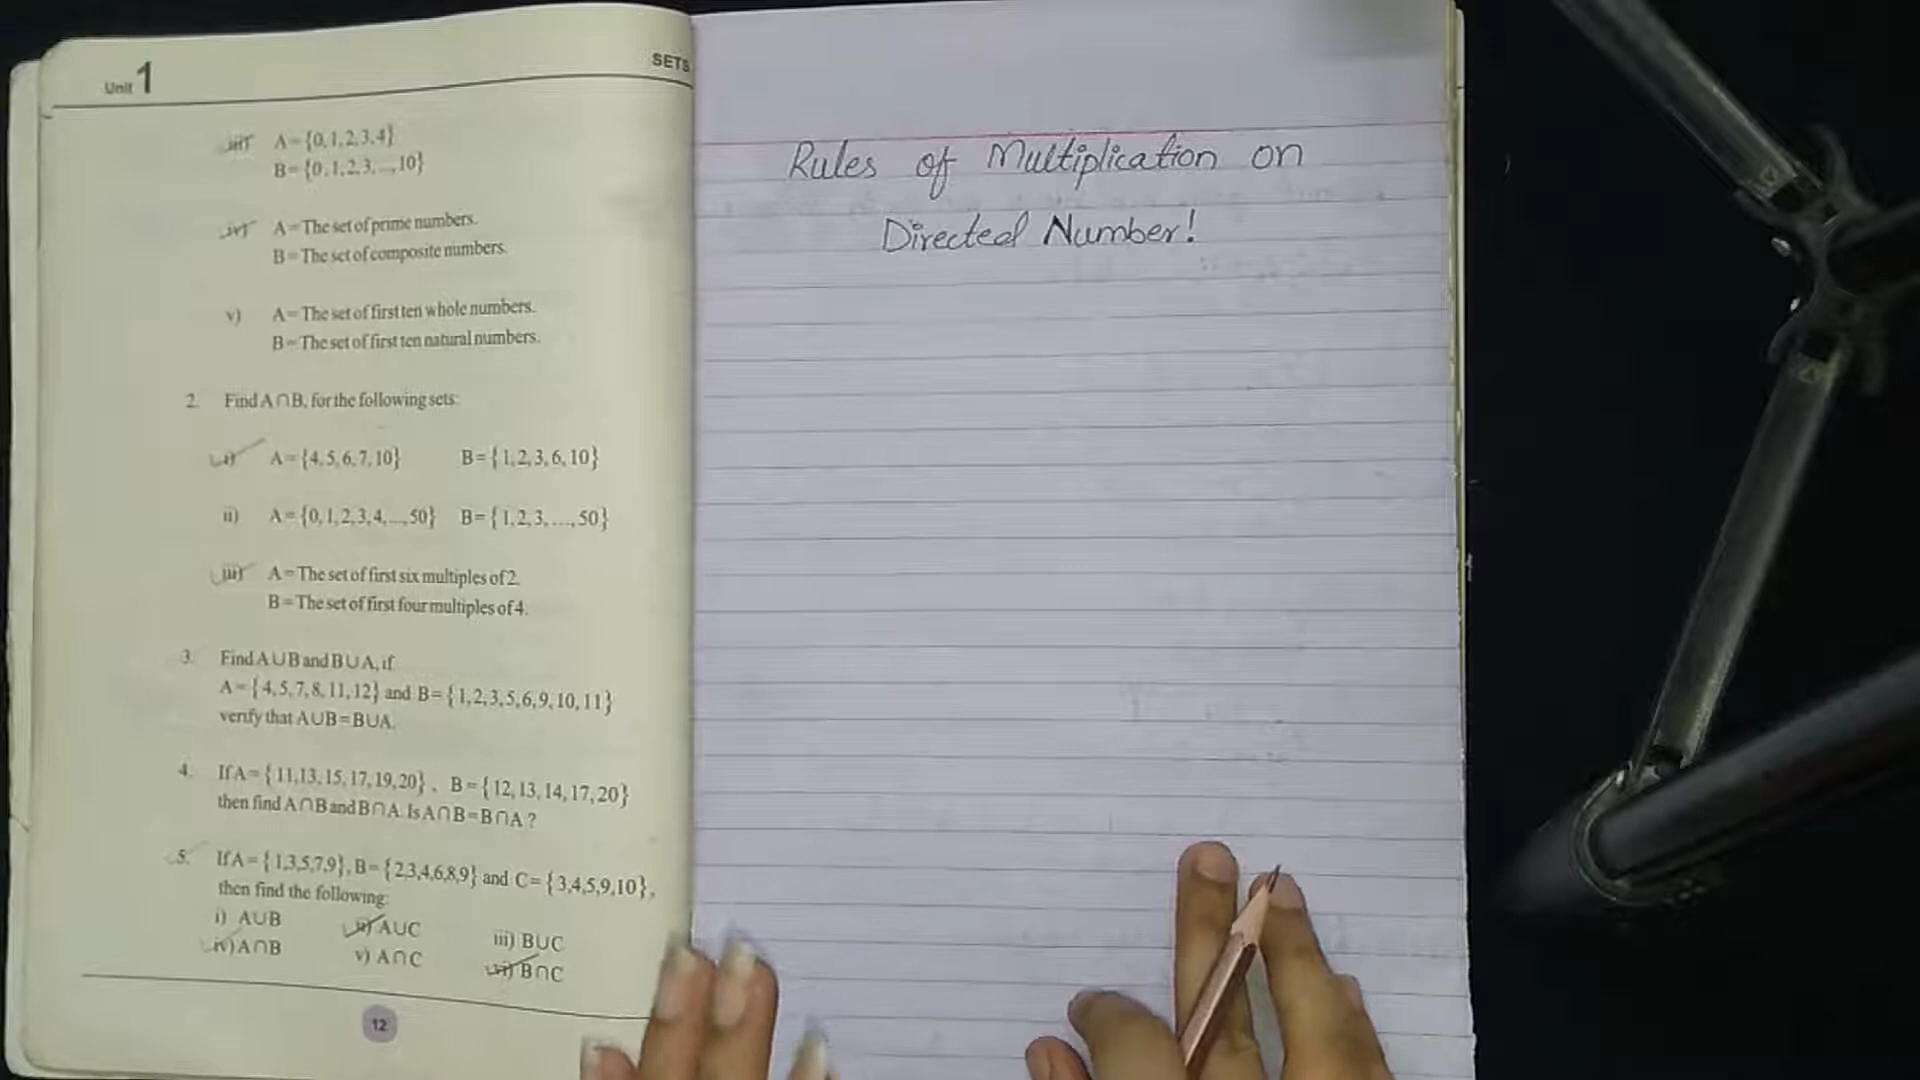 Unit 1
SETS
iii) A = {0, 1, 2, 3, 4}
B = {0, 1, 2, 3, ..., 10}
iv) A = The set of prime numbers.
B = The set of composite numbers.
v) A = The set of first ten whole numbers.
B = The set of first ten natural numbers.
2. Find A∩B, for the following sets:
i) A = {4, 5, 6, 7, 10} B = {1, 2, 3, 6, 10}
ii) A = {0, 1, 2, 3, 4, ..., 50} B = {1, 2, 3, ..., 50}
iii) A = The set of first six multiples of 2.
B = The set of first four multiples of 4.
3. Find A∪B and B∪A, if
A = {4, 5, 7, 8, 11, 12} and B = {1, 2, 3, 5, 6, 9, 10, 11}
verify that A∪B = B∪A.
4. If A = {11, 13, 15, 17, 19, 20}, B = {12, 13, 14, 17, 20}
then find A∩B and B∩A. Is A∩B = B∩A ?
5. If A = {1,3,5,7,9}, B = {2,3,4,6,8,9} and C = {3,4,5,9,10},
then find the following:
i) A∪B ii) A∪C iii) B∪C
iv) A∩B v) A∩C vi) B∩C
12
Rules of Multiplication on
Directed Number!